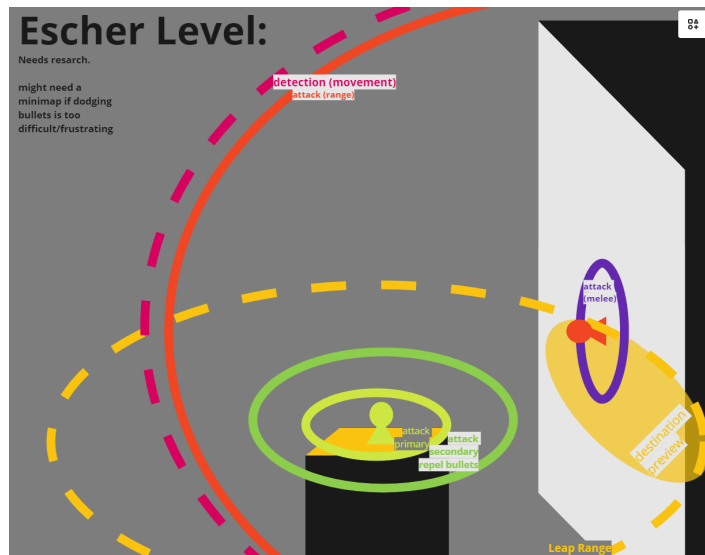 Escher Level:
Needs resarch.
might need a
minimap if dodging
bullets is too
difficult/frustrating
detection (movement)
attack (range)
attack
(melee)
attack
primary
attack
secondary
repel bullets
destination
preview
Leap Range